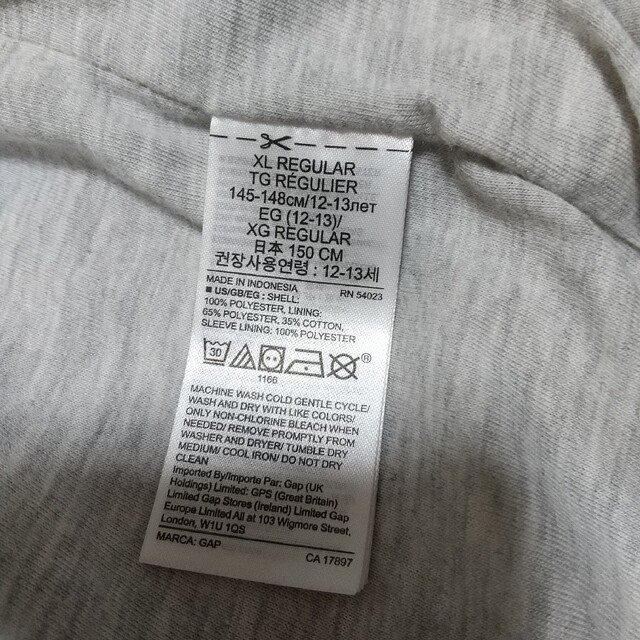 XL REGULAR
TG RÉGULIER
145-148см/12-13лет
EG (12-13)/
XG REGULAR
日本 150 CM
권장사용연령 : 12-13세
MADE IN INDONESIA
RN 54023
■ US/GB/EG : SHELL:
100% POLYESTER, LINING:
65% POLYESTER, 35% COTTON,
SLEEVE LINING: 100% POLYESTER
30
®
1166
MACHINE WASH COLD GENTLE CYCLE/
WASH AND DRY WITH LIKE COLORS/
ONLY NON-CHLORINE BLEACH WHEN
NEEDED/ REMOVE PROMPTLY FROM
WASHER AND DRYER/ TUMBLE DRY
MEDIUM/ COOL IRON/ DO NOT DRY
CLEAN
Imported By/Importe Par: Gap (UK
Holdings) Limited: GPS (Great Britain)
Limited Gap Stores (Ireland) Limited Gap
Europe Limited All at 103 Wigmore Street,
London, W1U 1QS
MARCA: GAP
CA 17897